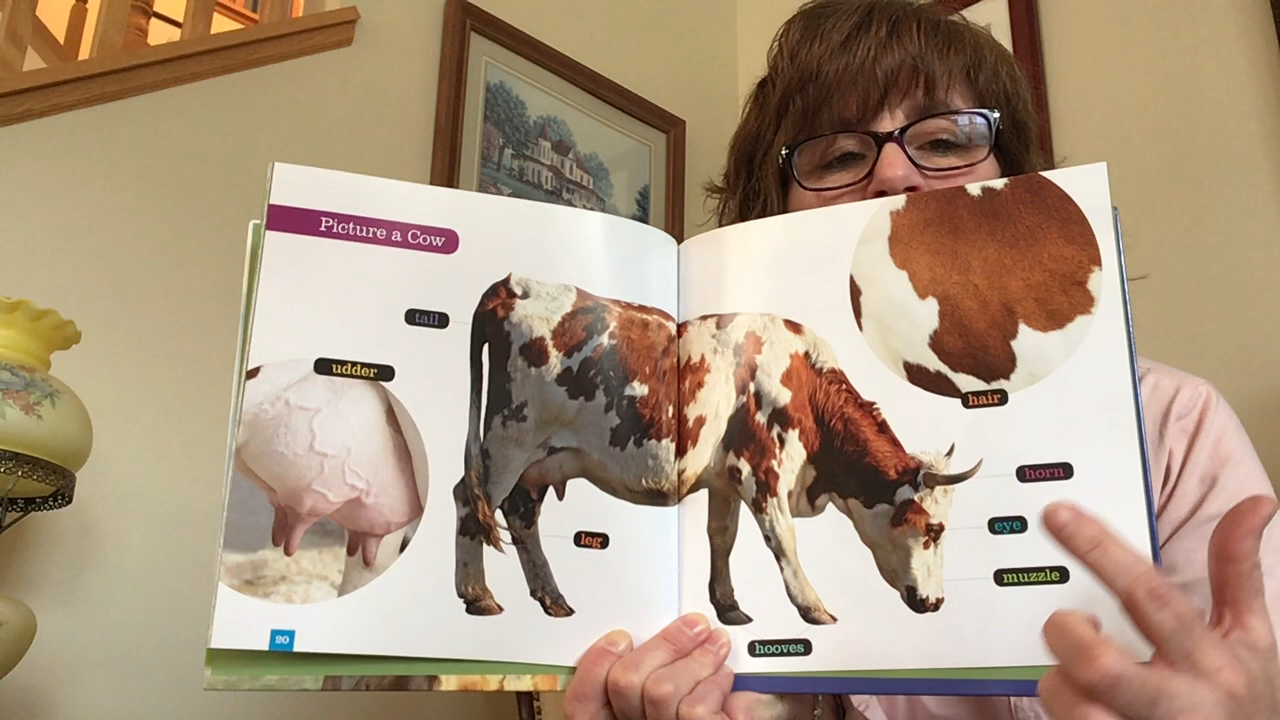 Picture a Cow
tail
udder
leg
20
hair
horn
eye
muzzle
hooves